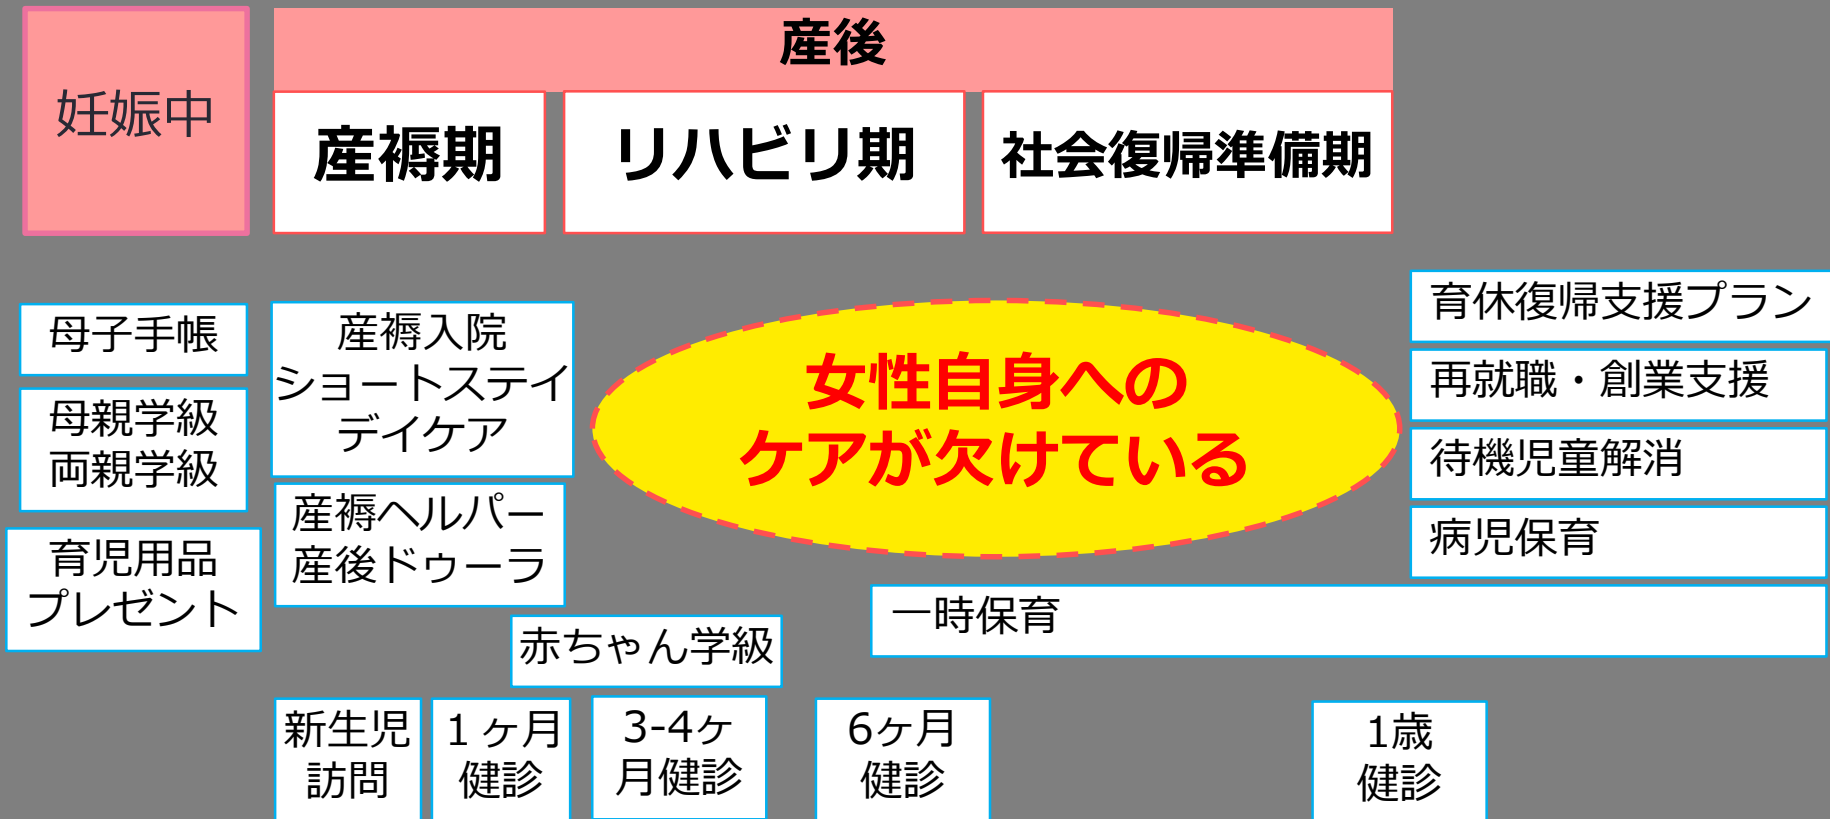 妊娠中
産後
産褥期
リハビリ期
社会復帰準備期
母子手帳
母親学級
両親学級
育児用品
プレゼント
産褥入院
ショートステイ
デイケア
産褥ヘルパー
産後ドゥーラ
女性自身への
ケアが欠けている
育休復帰支援プラン
再就職・創業支援
待機児童解消
病児保育
一時保育
赤ちゃん学級
新生児
訪問
１ヶ月
健診
3-4ヶ
月健診
6ヶ月
健診
1歳
健診